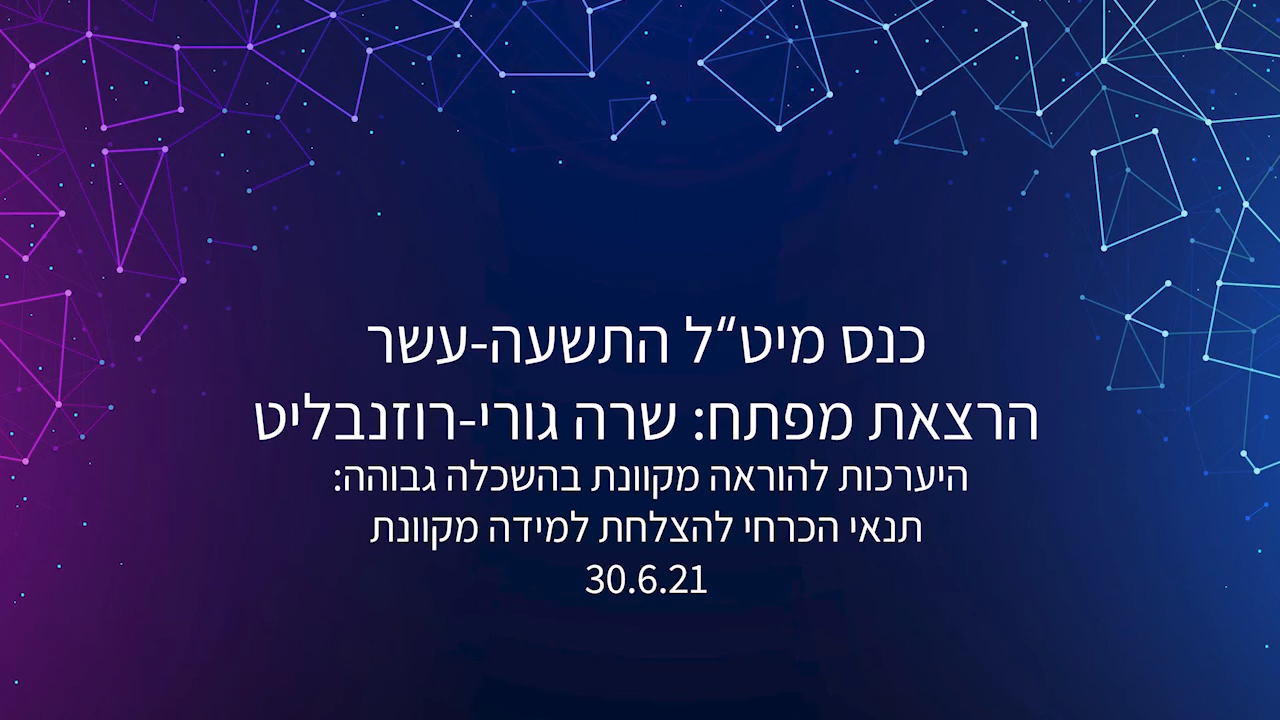 כנס מיט“ל התשעה-עשר
הרצאת מפתח: שרה גורי-רוזנבליט
היערכות להוראה מקוונת בהשכלה גבוהה:
תנאי הכרחי להצלחת למידה מקוונת
30.6.21